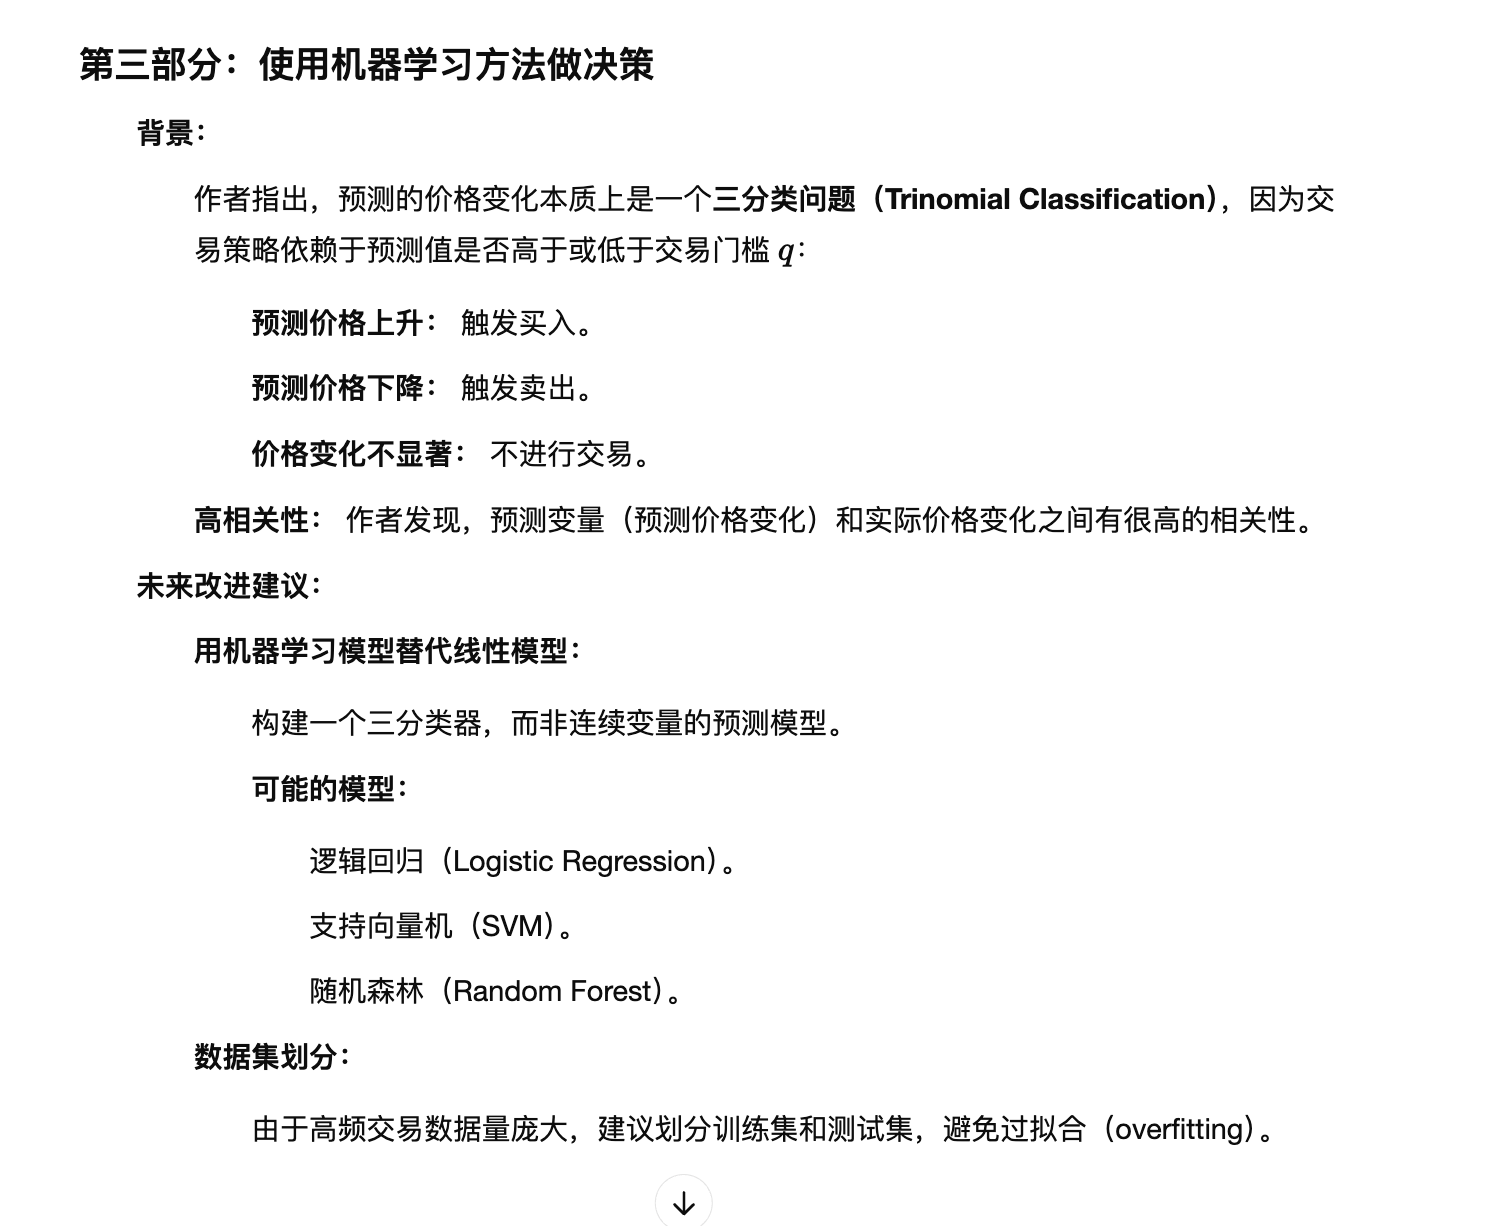 第三部分：使用机器学习方法做决策
背景：
作者指出，预测的价格变化本质上是一个三分类问题（Trinomial Classification），因为交
易策略依赖于预测值是否高于或低于交易门槛 q：
预测价格上升： 触发买入。
预测价格下降： 触发卖出。
价格变化不显著： 不进行交易。
高相关性： 作者发现，预测变量（预测价格变化）和实际价格变化之间有很高的相关性。
未来改进建议：
用机器学习模型替代线性模型：
构建一个三分类器，而非连续变量的预测模型。
可能的模型：
逻辑回归（Logistic Regression）。
支持向量机（SVM）。
随机森林（Random Forest）。
数据集划分：
由于高频交易数据量庞大，建议划分训练集和测试集，避免过拟合（overfitting）。